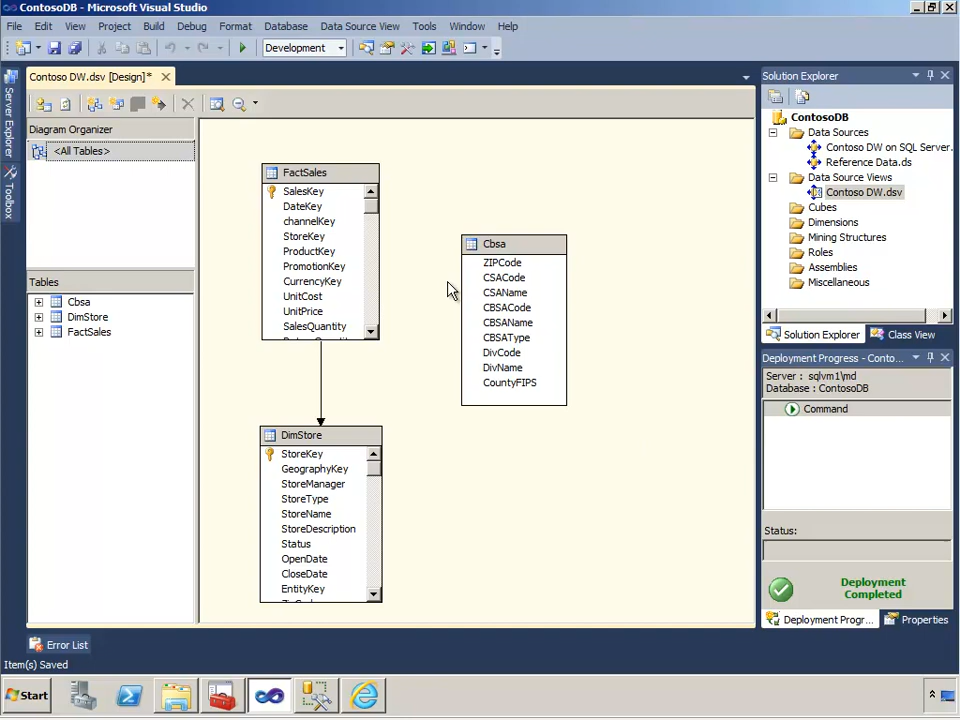 ContosoDB - Microsoft Visual Studio
File Edit View Project Build Debug Format Database Data Source View Tools Window Help
Development
Contoso DW.dsv [Design]*
Diagram Organizer
<All Tables>
Tables
Cbsa
DimStore
FactSales
Server Explorer
Toolbox
FactSales
SalesKey
DateKey
channelKey
StoreKey
ProductKey
PromotionKey
CurrencyKey
UnitCost
UnitPrice
SalesQuantity
Cbsa
ZIPCode
CSACode
CSAName
CBSACode
CBSAName
CBSAType
DivCode
DivName
CountyFIPS
DimStore
StoreKey
GeographyKey
StoreManager
StoreType
StoreName
StoreDescription
Status
OpenDate
CloseDate
EntityKey
Solution Explorer
ContosoDB
Data Sources
Contoso DW on SQL Server.
Reference Data.ds
Data Source Views
Contoso DW.dsv
Cubes
Dimensions
Mining Structures
Roles
Assemblies
Miscellaneous
Solution Explorer Class View
Deployment Progress - Conto...
Server : sqlvm1\md
Database : ContosoDB
Command
Status:
Deployment Completed
Deployment Progr... Properties
Error List
Item(s) Saved
Start